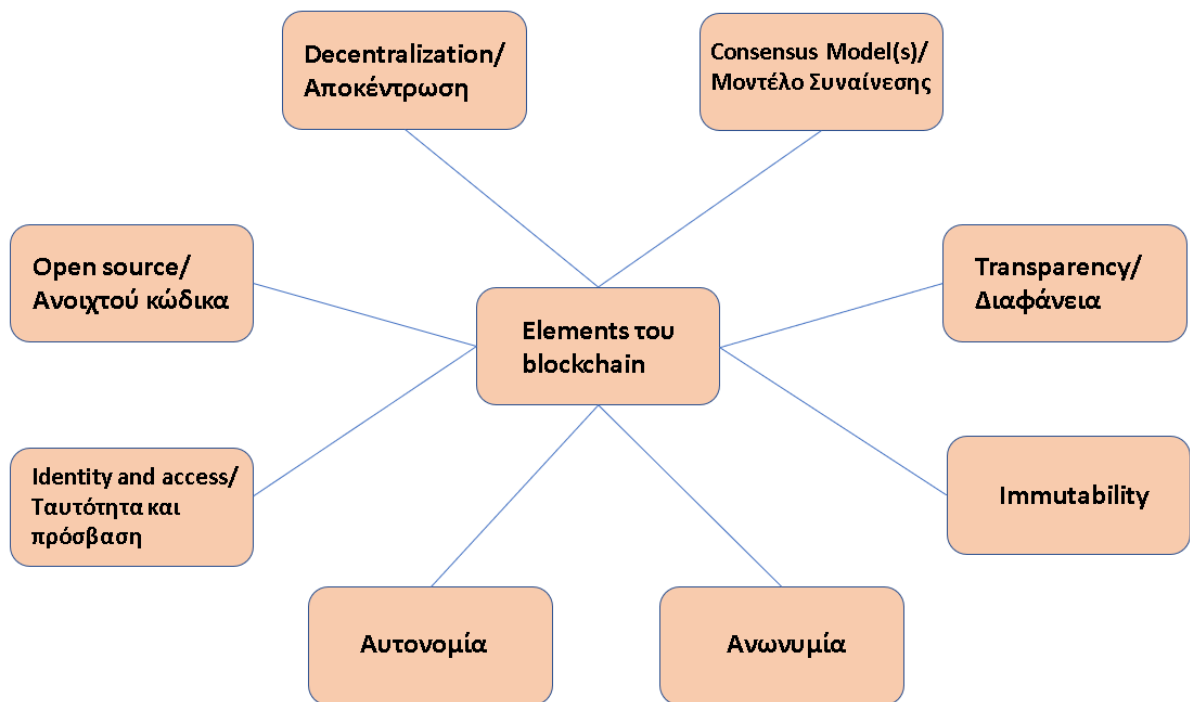 Decentralization/
Αποκέντρωση
Consensus Model(s)/
Μοντέλο Συναίνεσης
Open source/
Ανοιχτού κώδικα
Transparency/
Διαφάνεια
Elements του
blockchain
Identity and access/
Ταυτότητα και
πρόσβαση
Immutability
Αυτονομία
Ανωνυμία